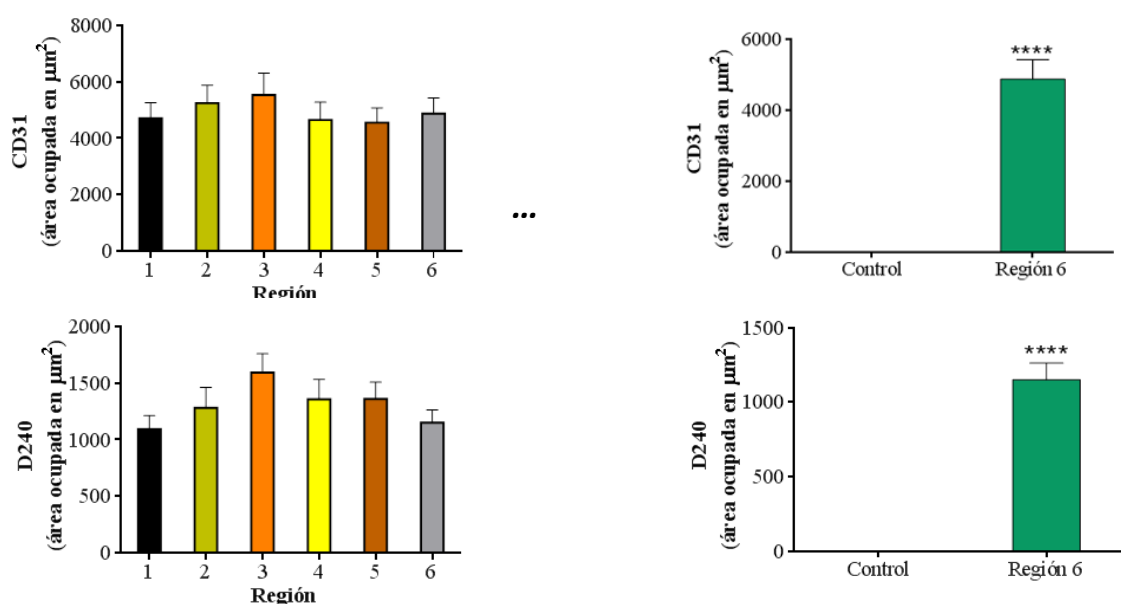 CD31
(área ocupada en µm²)
8000
6000
4000
2000
0
1 2 3 4 5 6
Región
...
CD31
(área ocupada en µm²)
6000
4000
2000
0
****
Control Región 6
D240
(área ocupada en µm²)
2000
1500
1000
500
0
1 2 3 4 5 6
Región
D240
(área ocupada en µm²)
1500
1000
500
0
****
Control Región 6